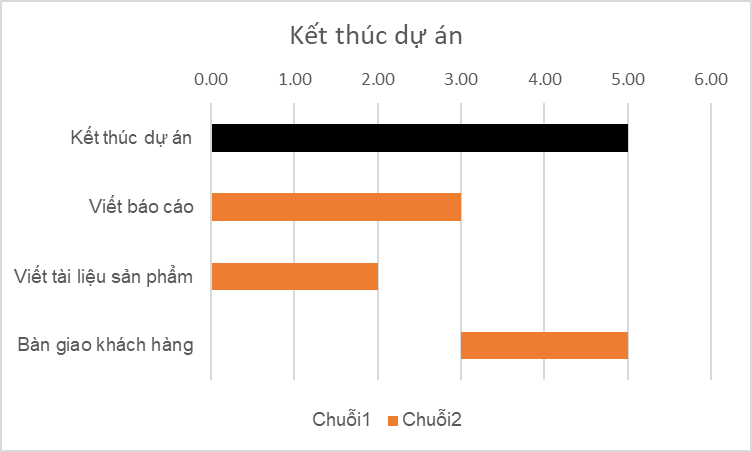 Kết thúc dự án
0.00 1.00 2.00 3.00 4.00 5.00 6.00
Kết thúc dự án
Viết báo cáo
Viết tài liệu sản phẩm
Bàn giao khách hàng
Chuỗi1 Chuỗi2